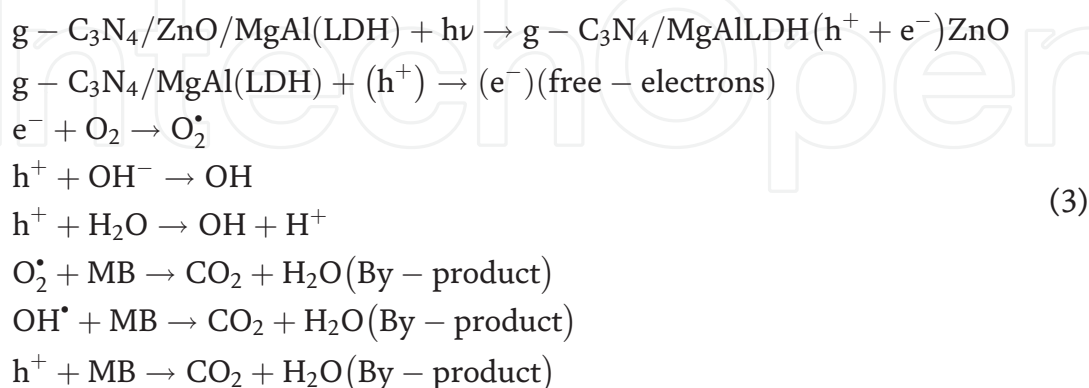 g − C₃N₄/ZnO/MgAl(LDH) + hν → g − C₃N₄/MgAlLDH(h⁺ + e⁻)ZnO
g − C₃N₄/MgAl(LDH) + (h⁺) → (e⁻)(free − electrons)
e⁻ + O₂ → O₂•
h⁺ + OH⁻ → OH
h⁺ + H₂O → OH + H⁺
(3)
O₂• + MB → CO₂ + H₂O(By − product)
OH• + MB → CO₂ + H₂O(By − product)
h⁺ + MB → CO₂ + H₂O(By − product)